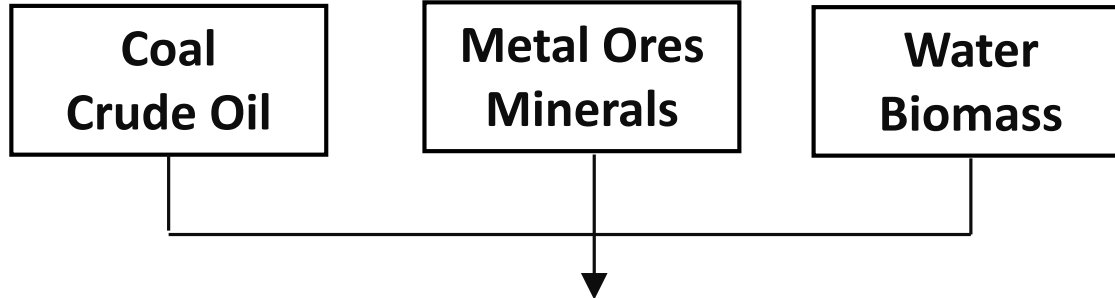 Coal
Crude Oil
Metal Ores
Minerals
Water
Biomass